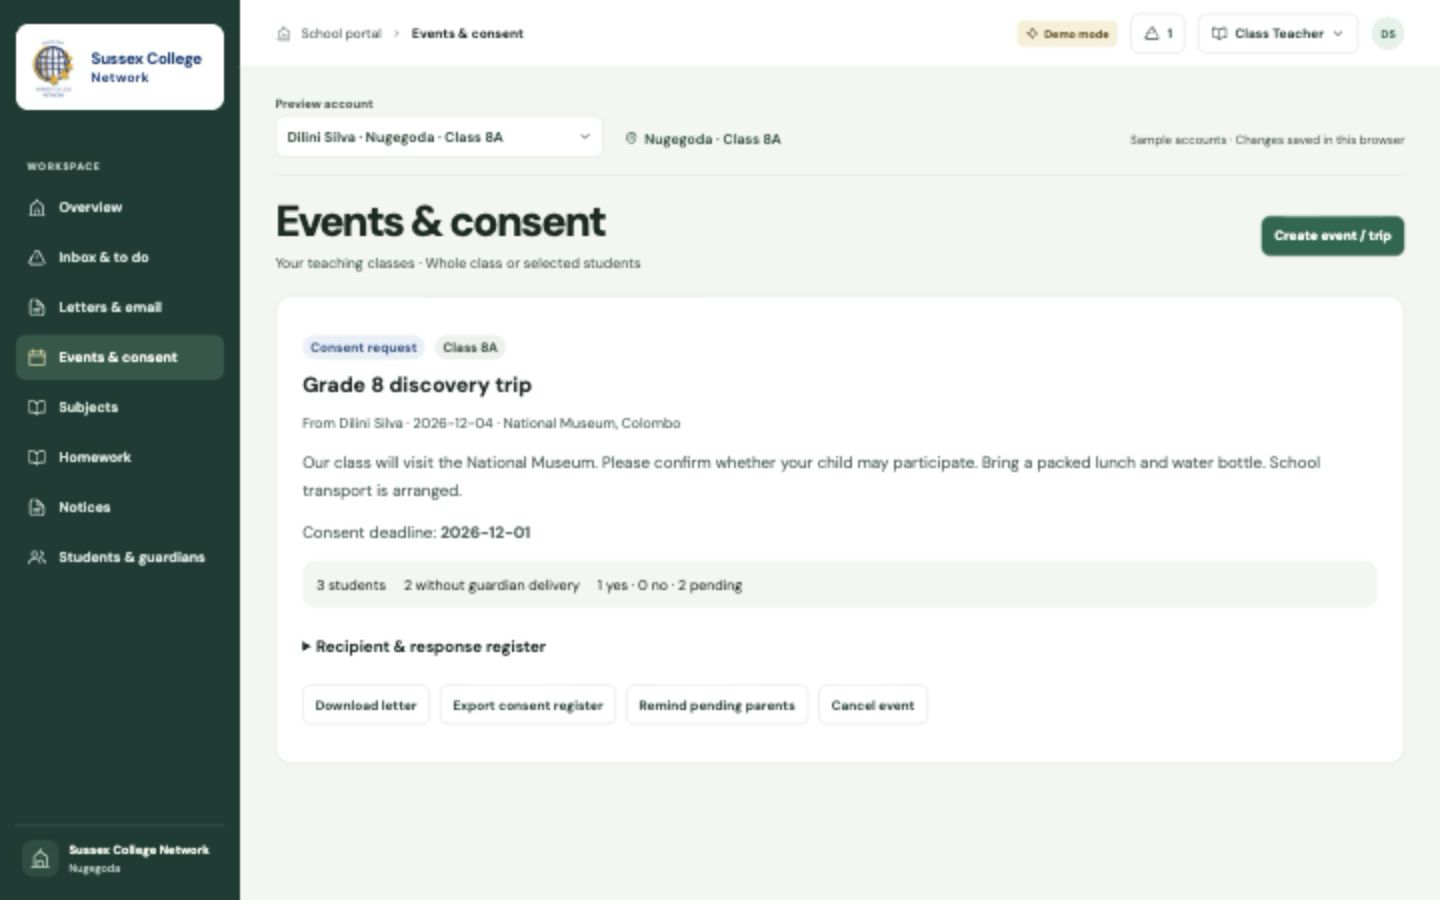 Sussex College
Network
WORKSPACE
Overview
Inbox & to do
Letters & email
Events & consent
Subjects
Homework
Notices
Students & guardians
Sussex College Network
Nugegoda
School portal > Events & consent
Demo mode
1
Class Teacher
DS
Preview account
Dilini Silva · Nugegoda · Class 8A
Nugegoda · Class 8A
Sample accounts · Changes saved in this browser
Events & consent
Your teaching classes · Whole class or selected students
Create event / trip
Consent request
Class 8A
Grade 8 discovery trip
From Dilini Silva · 2026-12-04 · National Museum, Colombo
Our class will visit the National Museum. Please confirm whether your child may participate. Bring a packed lunch and water bottle. School
transport is arranged.
Consent deadline: 2026-12-01
3 students 2 without guardian delivery 1 yes · 0 no · 2 pending
Recipient & response register
Download letter
Export consent register
Remind pending parents
Cancel event